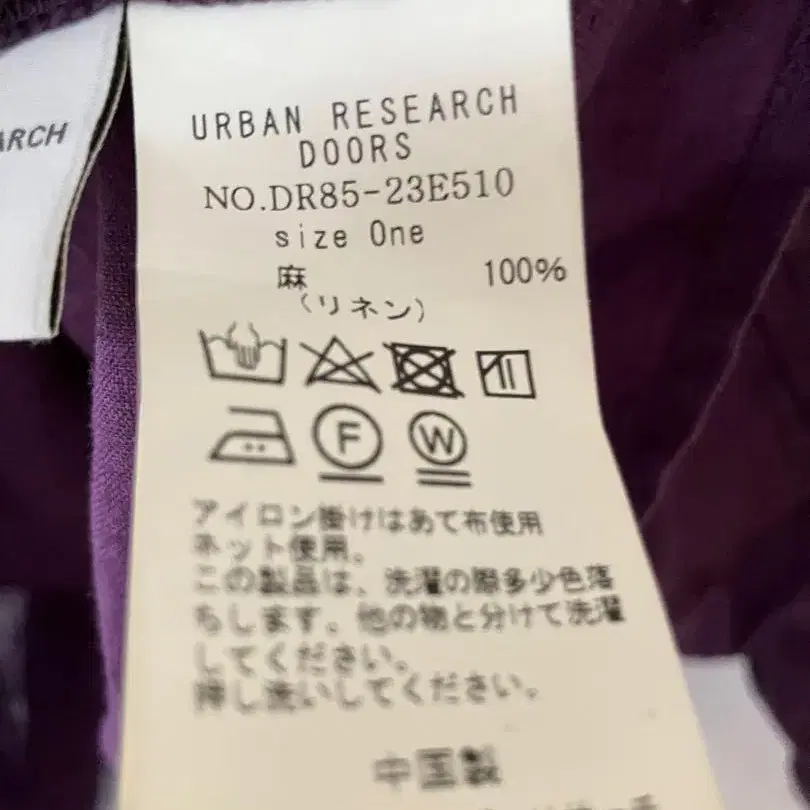 ARCH
URBAN RESEARCH
DOORS
NO.DR85-23E510
size One
麻 100%
(リネン)
F W
アイロン掛けはあて布使用
ネット使用。
この製品は、洗濯の際多少色落
ちします。他の物と分けて洗濯
してください。
押し洗いしてください。
中国製